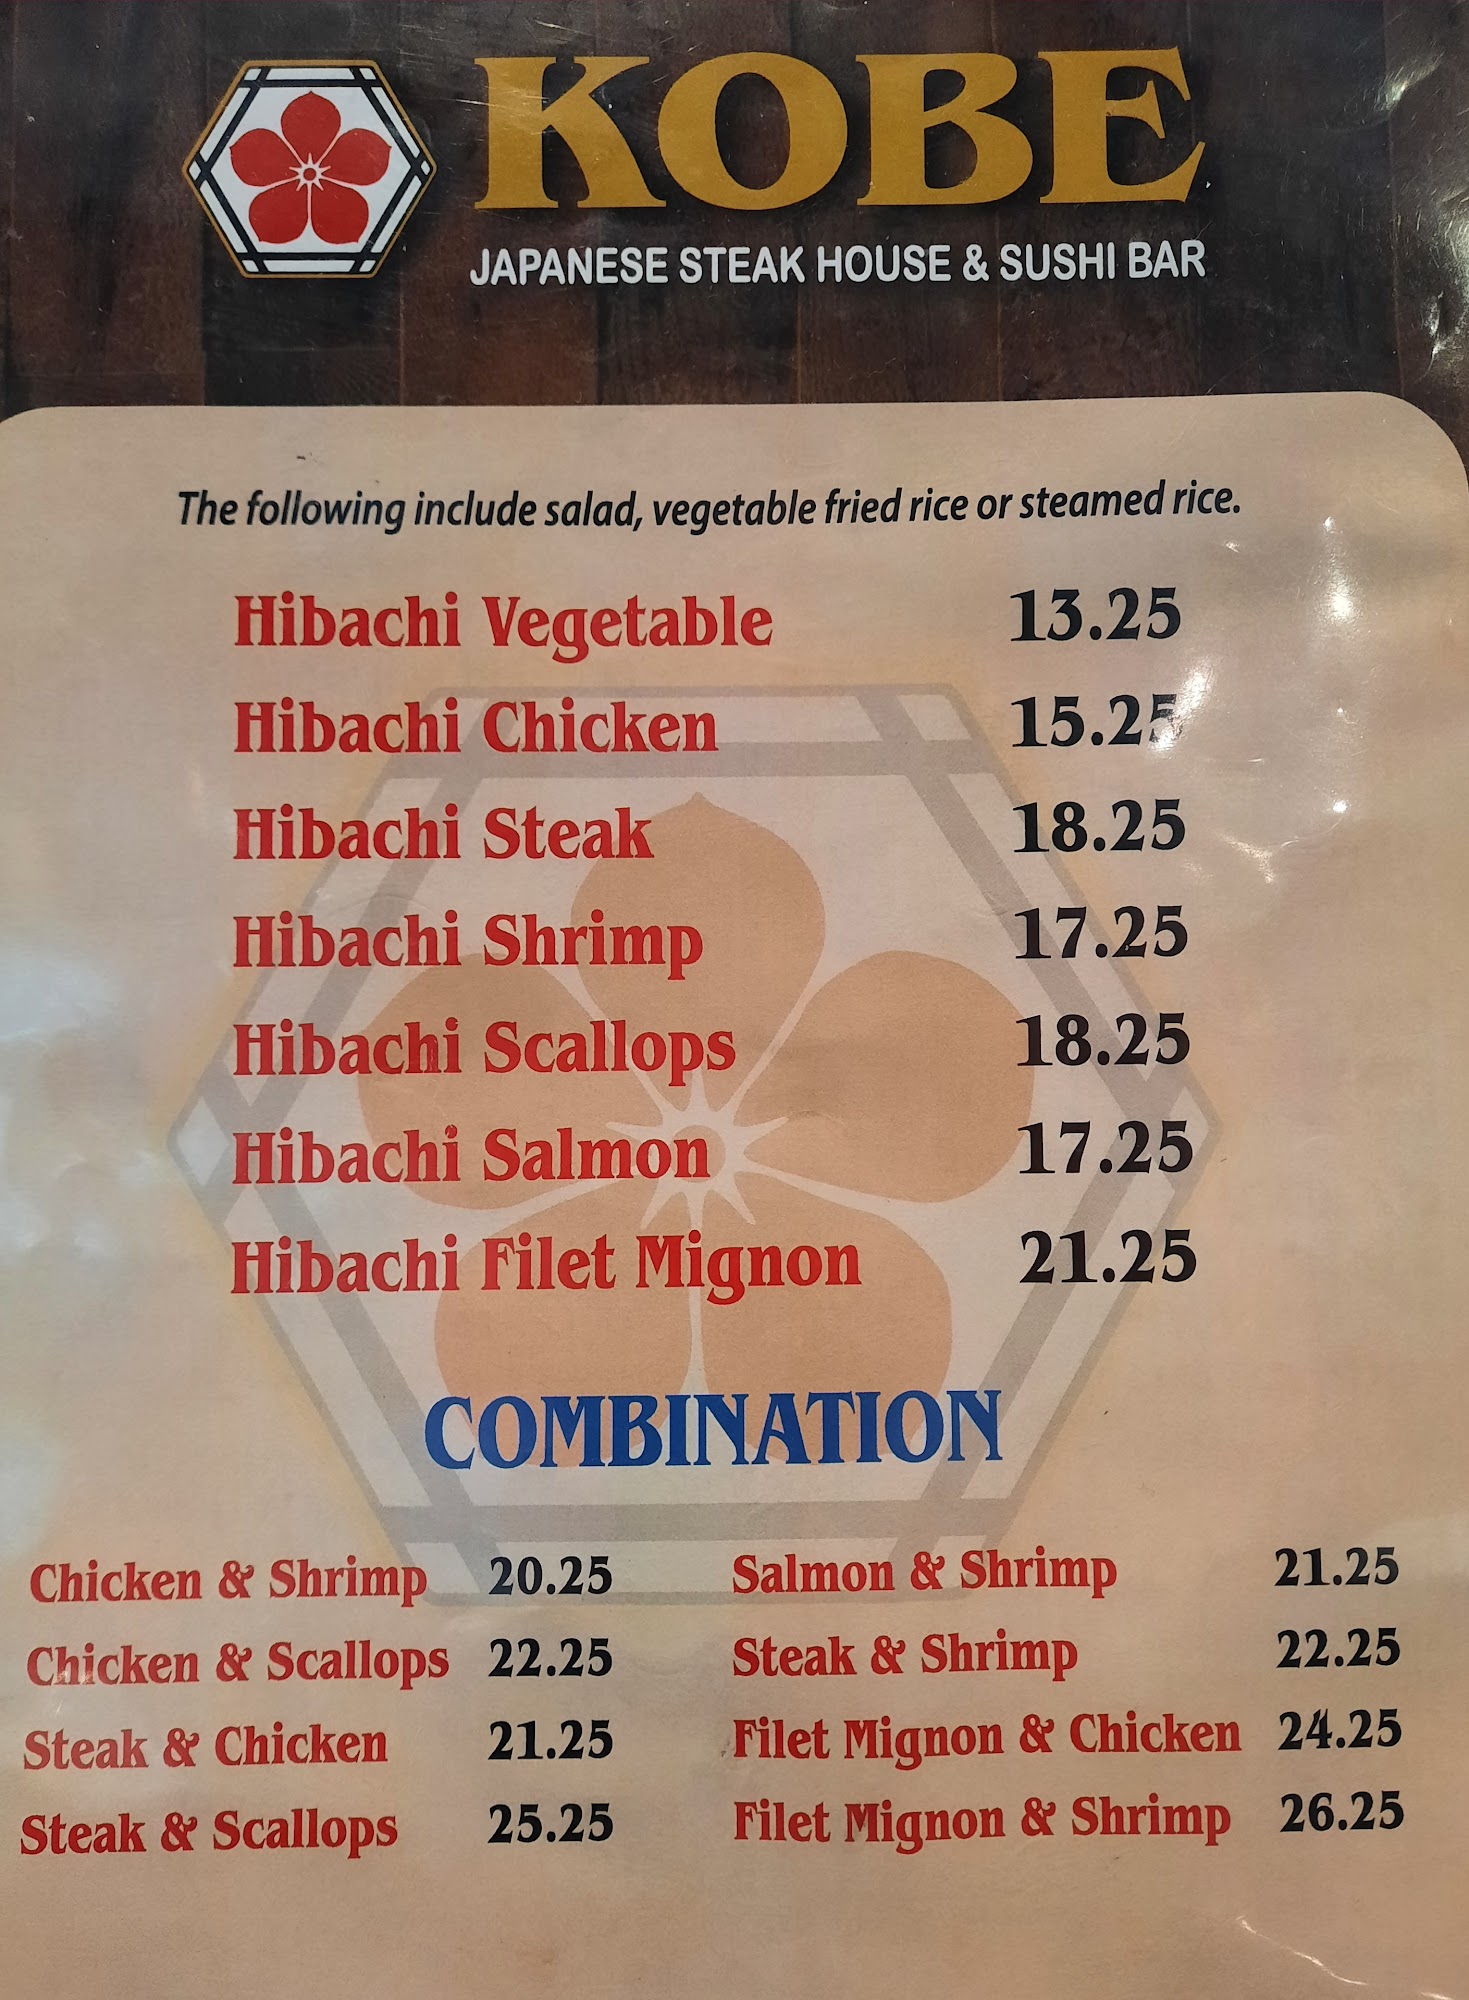 KOBE
JAPANESE STEAK HOUSE & SUSHI BAR
The following include salad, vegetable fried rice or steamed rice.
Hibachi Vegetable 13.25
Hibachi Chicken 15.25
Hibachi Steak 18.25
Hibachi Shrimp 17.25
Hibachi Scallops 18.25
Hibachi Salmon 17.25
Hibachi Filet Mignon 21.25
COMBINATION
Chicken & Shrimp 20.25
Chicken & Scallops 22.25
Steak & Chicken 21.25
Steak & Scallops 25.25
Salmon & Shrimp 21.25
Steak & Shrimp 22.25
Filet Mignon & Chicken 24.25
Filet Mignon & Shrimp 26.25